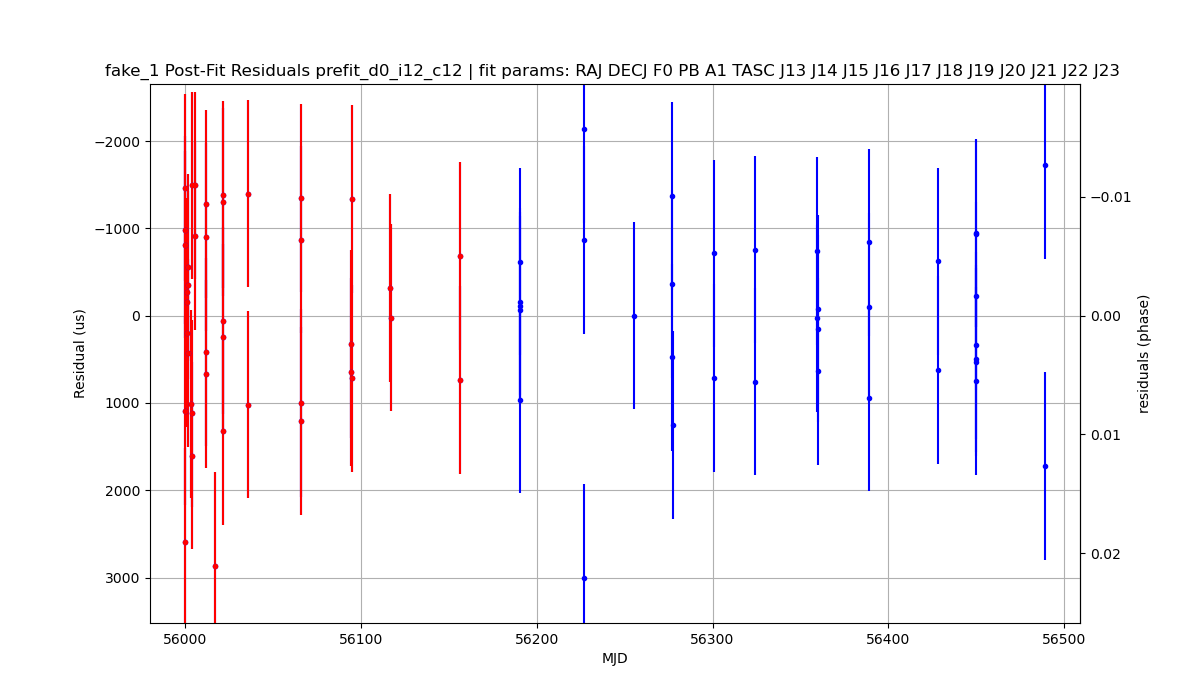 fake_1 Post-Fit Residuals prefit_d0_i12_c12 | fit params: RAJ DECJ F0 PB A1 TASC J13 J14 J15 J16 J17 J18 J19 J20 J21 J22 J23
−2000
−1000
0
1000
2000
3000
Residual (us)
−0.01
0.00
0.01
0.02
residuals (phase)
56000 56100 56200 56300 56400 56500
MJD